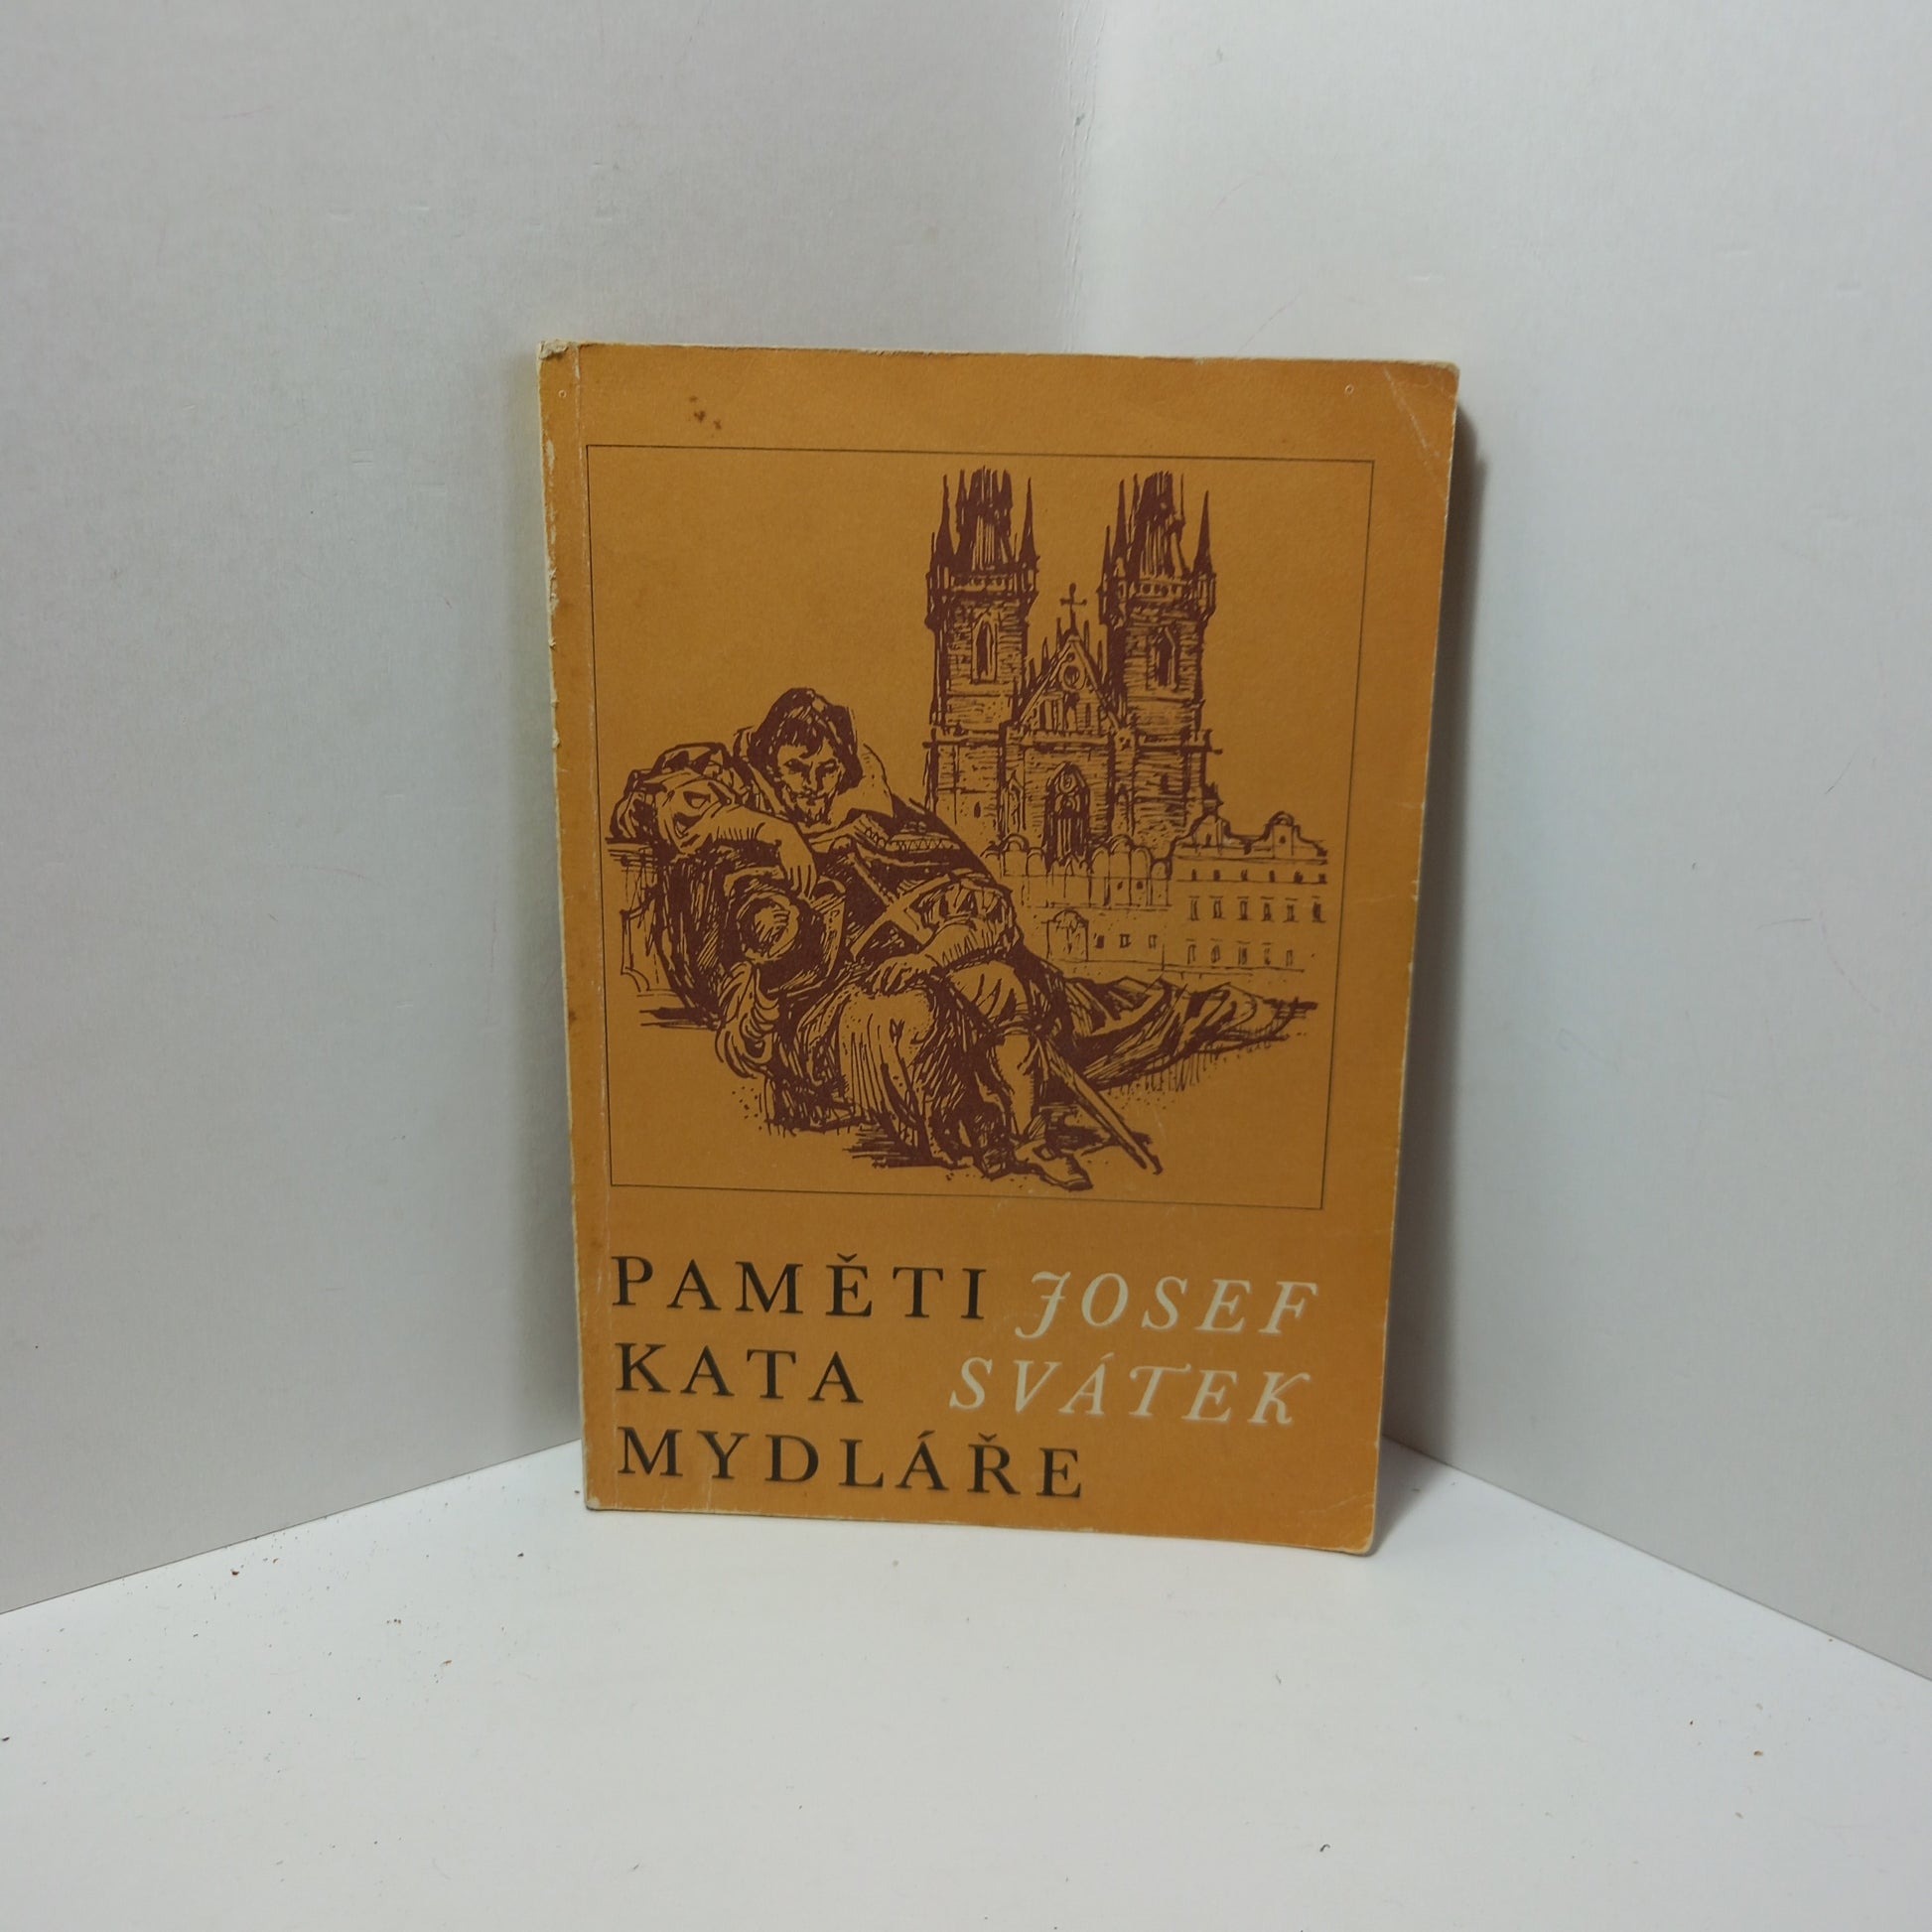 PAMĚTI
KATA
MYDLÁŘE
JOSEF
SVÁTEK